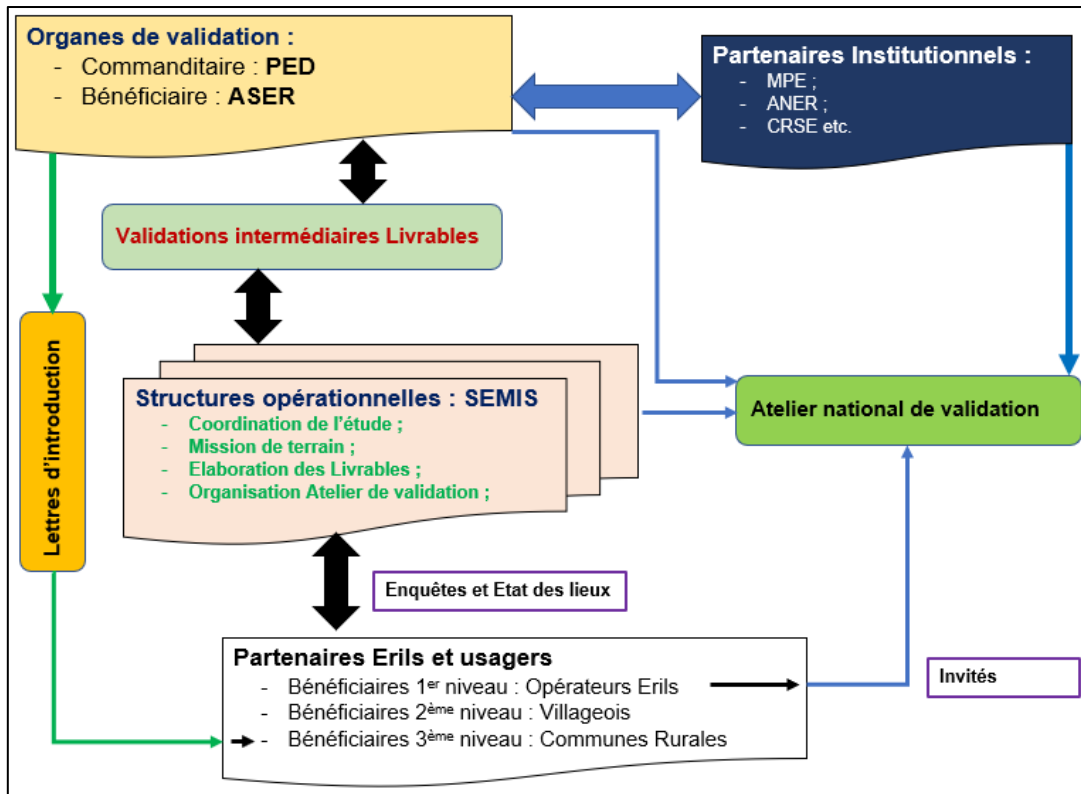 Organes de validation :
- Commanditaire : PED
- Bénéficiaire : ASER
Partenaires Institutionnels :
- MPE ;
- ANER ;
- CRSE etc.
Validations intermédiaires Livrables
Lettres d'introduction
Structures opérationnelles : SEMIS
- Coordination de l'étude ;
- Mission de terrain ;
- Elaboration des Livrables ;
- Organisation Atelier de validation ;
Atelier national de validation
Enquêtes et Etat des lieux
Partenaires Erils et usagers
- Bénéficiaires 1er niveau : Opérateurs Erils
- Bénéficiaires 2ème niveau : Villageois
- Bénéficiaires 3ème niveau : Communes Rurales
Invités